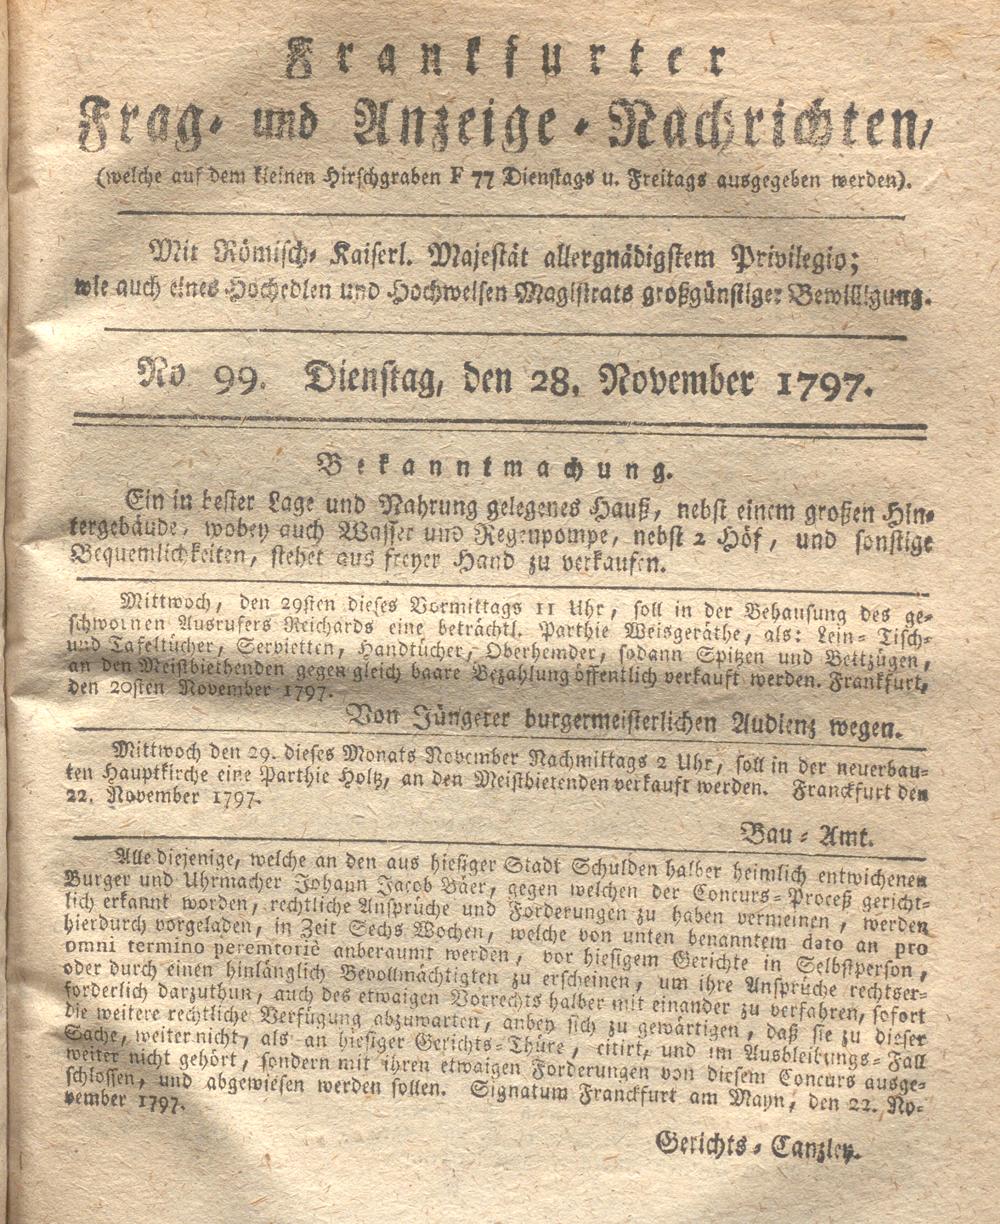 Frankfurter
Frag- und Anzeige-Nachrichten,
(welche auf dem kleinen Hirschgraben F 77 Dienstags u. Freitags ausgegeben werden).
Mit Römisch- Kaiserl. Majestät allergnädigstem Privilegio;
wie auch eines Hochedlen und Hochweisen Magistrats großgünstiger Bewilligung.
No 99. Dienstag, den 28. November 1797.
Bekanntmachung.
Ein in bester Lage und Nahrung gelegenes Hauß, nebst einem großen Hin-
tergebäude, wobey auch Wasser und Regenpompe, nebst 2 Höf, und sonstige
Bequemlichkeiten, stehet aus freyer Hand zu verkaufen.
Mittwoch, den 29sten dieses Vormittags 11 Uhr, soll in der Behausung des ge-
schwornen Ausrufers Reichards eine beträchtl. Parthie Weisgeräthe, als: Lein- Tisch-
und Tafeltücher, Servietten, Handtücher, Oberhemder, sodann Spitzen und Bettzügen,
an den Meistbiethenden gegen gleich baare Bezahlung öffentlich verkauft werden. Frankfurt,
den 20sten November 1797.
Von Jüngerer burgermeisterlichen Audienz wegen.
Mittwoch den 29. dieses Monats November Nachmittags 2 Uhr, soll in der neuerbau-
ten Hauptkirche eine Parthie Holtz, an den Meistbietenden verkauft werden. Franckfurt den
22. November 1797.
Bau-Amt.
Alle diejenige, welche an den aus hiesiger Stadt Schulden halber heimlich entwichenen
Burger und Uhrmacher Johann Jacob Bäer, gegen welchen der Concurs-Proceß gericht-
lich erkannt worden, rechtliche Ansprüche und Forderungen zu haben vermeinen, werden
hierdurch vorgeladen, in Zeit Sechs Wochen, welche von unten benanntem dato an pro
omni termino peremtoriè anberaumt werden, vor hiesigem Gerichte in Selbstperson,
oder durch einen hinlänglich Bevollmächtigten zu erscheinen, um ihre Ansprüche rechtser-
forderlich darzuthun, auch des etwaigen Vorrechts halber mit einander zu verfahren, sofort
die weitere rechtliche Verfügung abzuwarten, anbey sich zu gewärtigen, daß sie zu dieser
Sache, weiter nicht, als an hiesiger Gerichts-Thüre, citirt, und im Ausbleibungs-Fall
weiter nicht gehört, sondern mit ihren etwaigen Forderungen von diesem Concurs ausge-
schlossen, und abgewiesen werden sollen. Signatum Franckfurt am Mayn, den 22. No-
vember 1797.
Gerichts-Canzley.